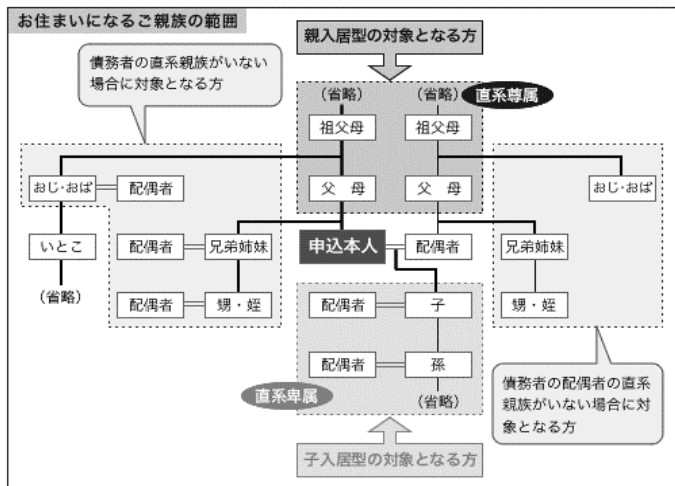 お住まいになるご親族の範囲
親入居型の対象となる方
債務者の直系親族がいない
場合に対象となる方
(省略)
(省略)
直系尊属
祖父母
祖父母
おじ・おば
配偶者
父　母
父　母
おじ・おば
いとこ
配偶者
兄弟姉妹
申込本人
配偶者
兄弟姉妹
(省略)
配偶者
甥・姪
配偶者
子
甥・姪
配偶者
孫
直系卑属
(省略)
債務者の配偶者の直系
親族がいない場合に対
象となる方
子入居型の対象となる方